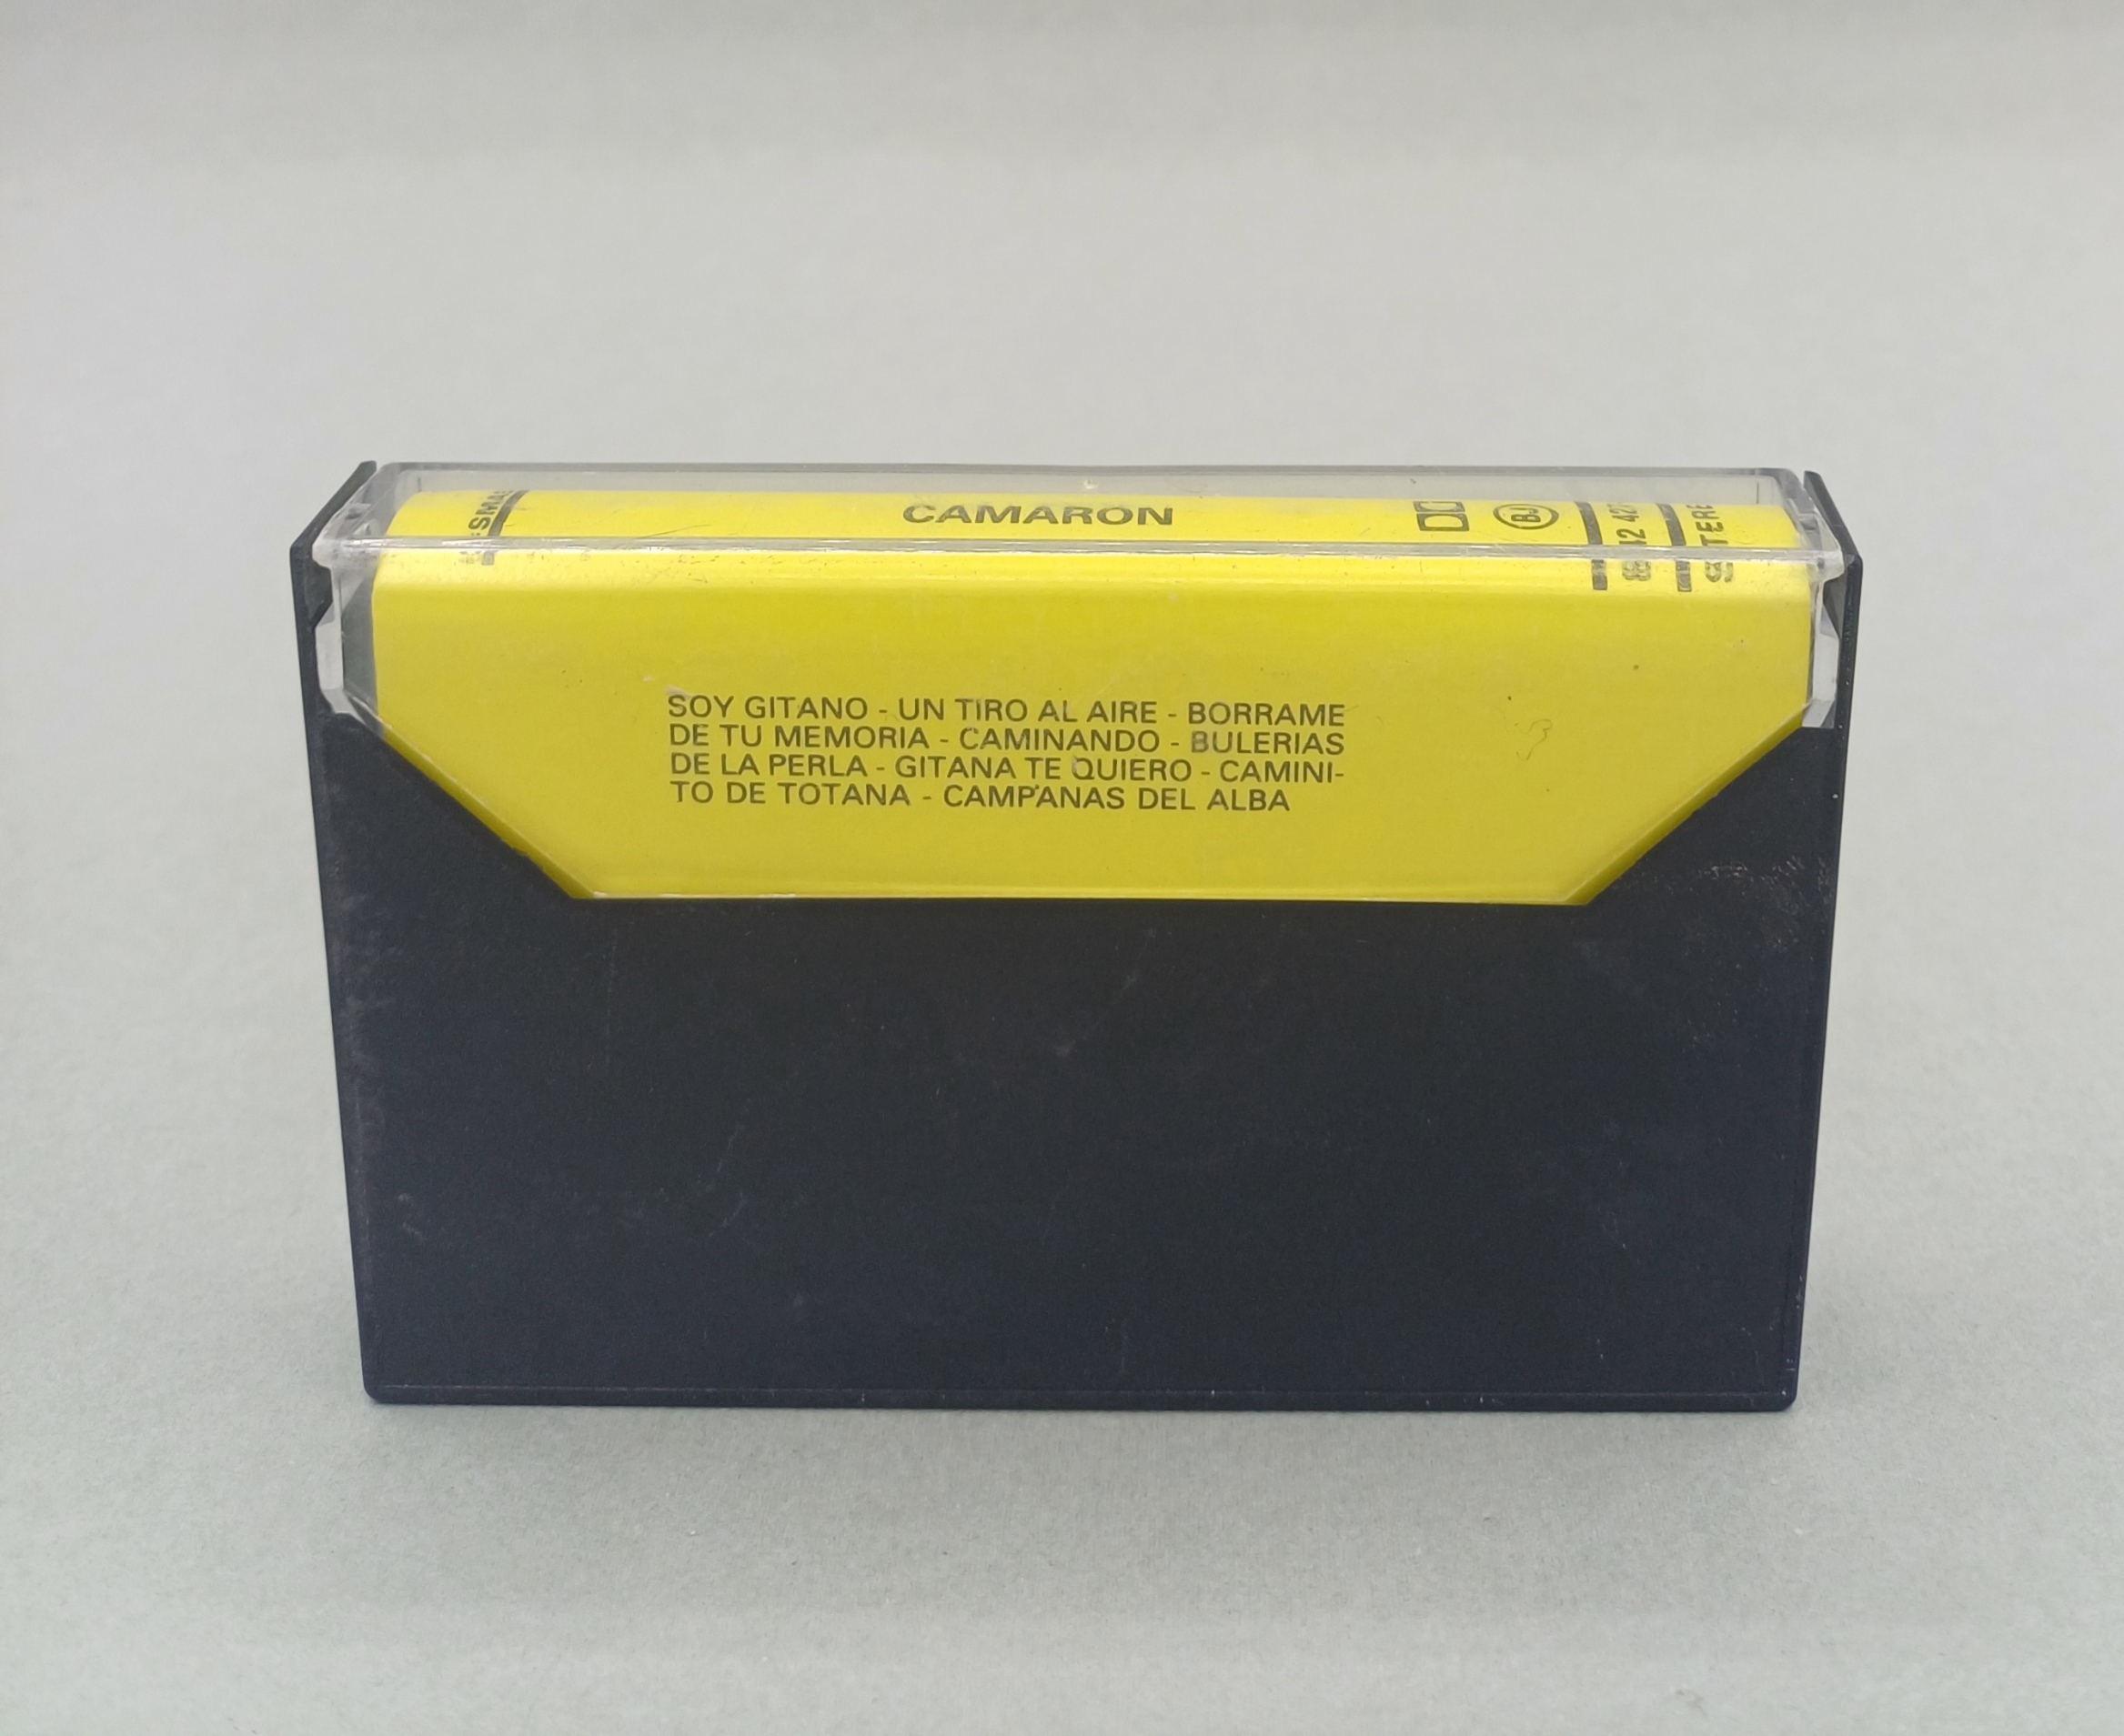 CAMARON
BJ
SOY GITANO - UN TIRO AL AIRE - BORRAME
DE TU MEMORIA - CAMINANDO - BULERIAS
DE LA PERLA - GITANA TE QUIERO - CAMINI-
TO DE TOTANA - CAMPANAS DEL ALBA